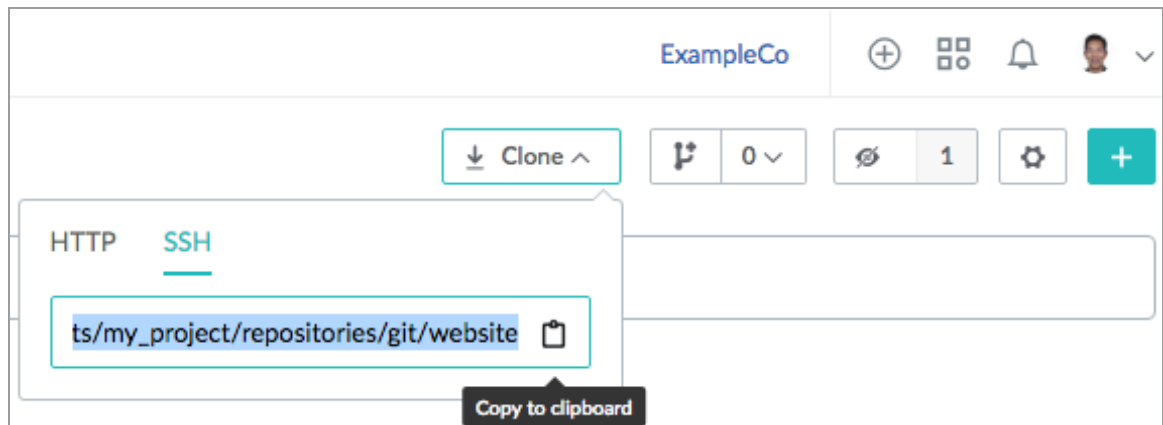 ExampleCo
Clone
0
1
HTTP SSH
ts/my_project/repositories/git/website
Copy to clipboard